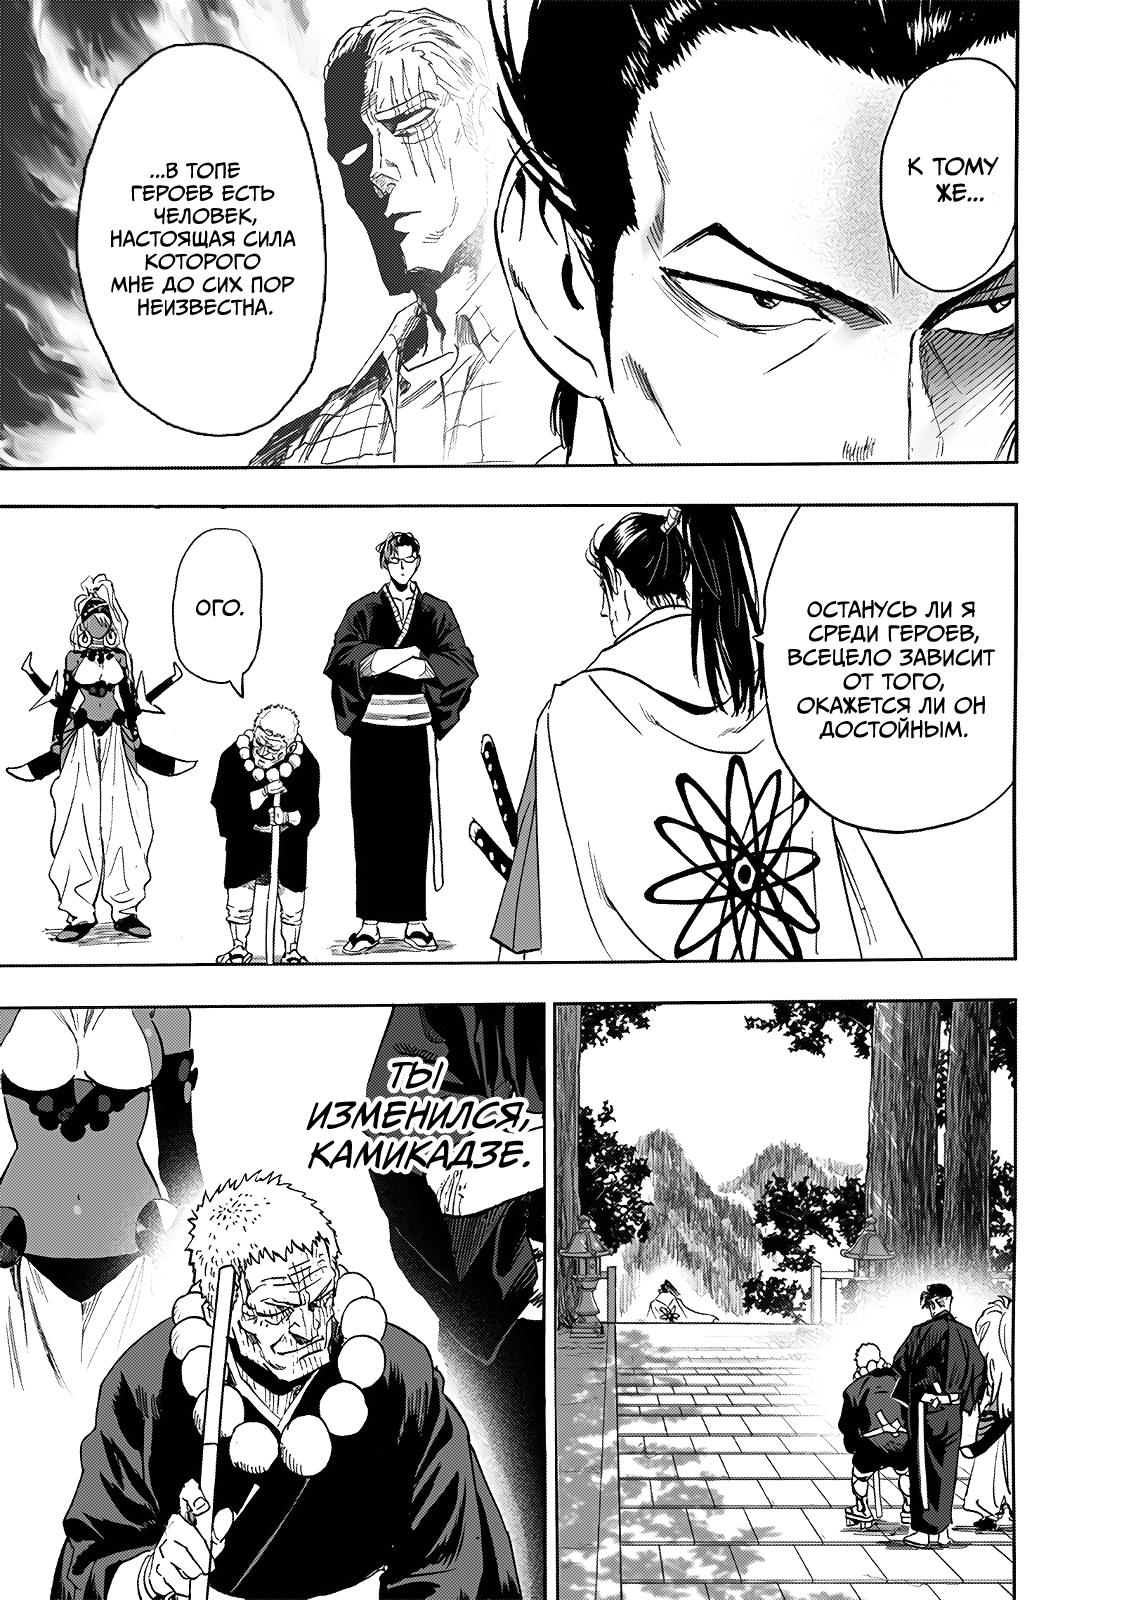 К ТОМУ
ЖЕ...
...В ТОПЕ
ГЕРОЕВ ЕСТЬ
ЧЕЛОВЕК,
НАСТОЯЩАЯ СИЛА
КОТОРОГО
МНЕ ДО СИХ ПОР
НЕИЗВЕСТНА.
ОСТАНУСЬ ЛИ Я
СРЕДИ ГЕРОЕВ,
ВСЕЦЕЛО ЗАВИСИТ
ОТ ТОГО,
ОКАЖЕТСЯ ЛИ ОН
ДОСТОЙНЫМ.
ОГО.
ТЫ
ИЗМЕНИЛСЯ,
КАМИКАДЗЕ.